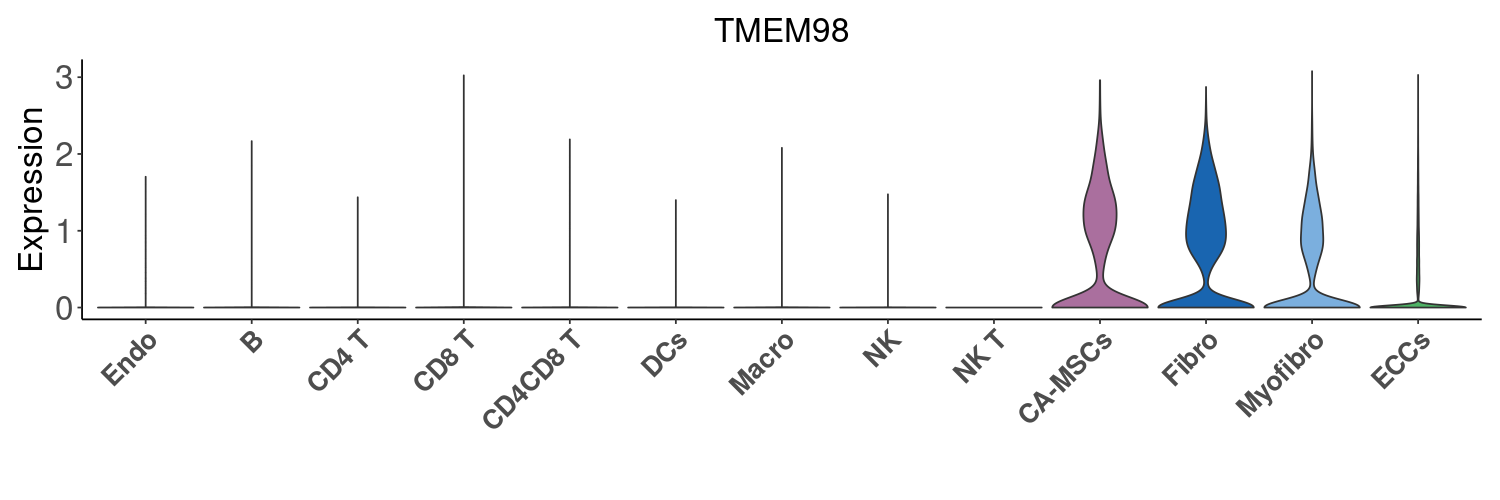 TMEM98
Expression
3
2
1
0
Endo
B
CD4 T
CD8 T
CD4CD8 T
DCs
Macro
NK
NK T
CA-MSCs
Fibro
Myofibro
ECCs